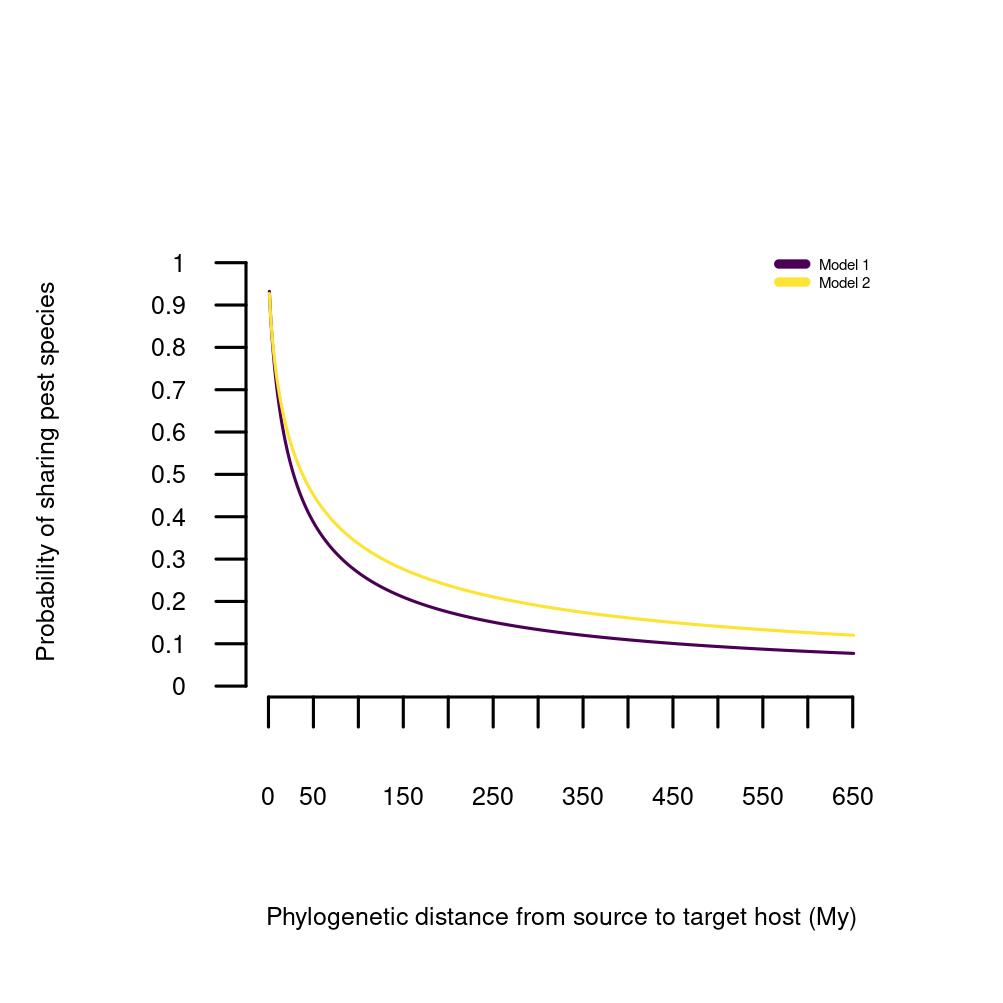 Model 1
Model 2
Probability of sharing pest species
1
0.9
0.8
0.7
0.6
0.5
0.4
0.3
0.2
0.1
0
0 50 150 250 350 450 550 650
Phylogenetic distance from source to target host (My)